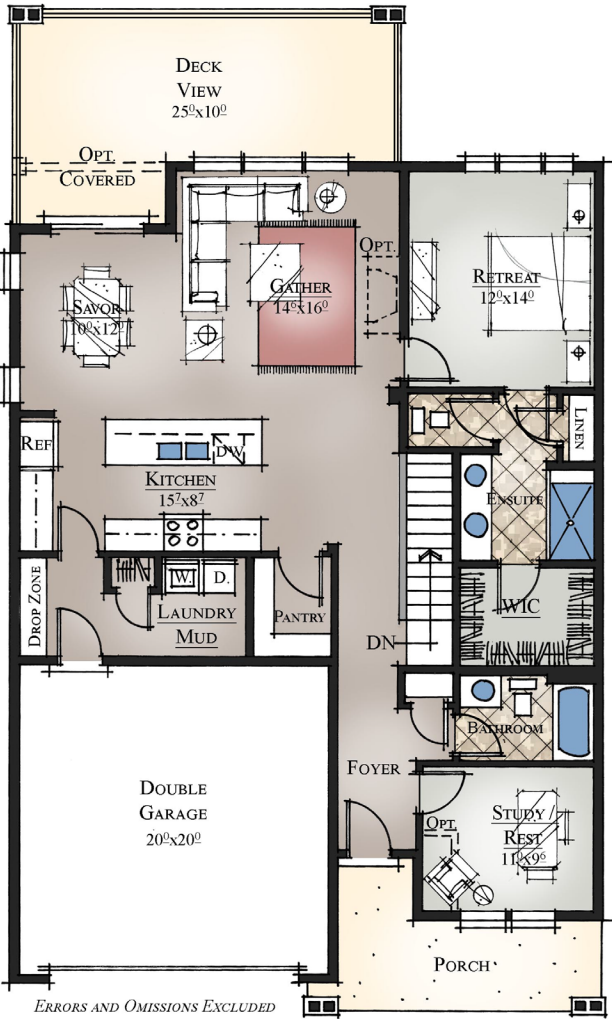 DECK
VIEW
25⁰x10⁰
OPT.
COVERED
OPT.
GATHER
14⁶x16⁰
RETREAT
12⁰x14⁰
SAVOR
10⁰x12⁰
REF
DW
KITCHEN
15⁷x8⁷
LINEN
ENSUITE
WIC
DROP ZONE
W.
D.
LAUNDRY
MUD
PANTRY
DN
BATHROOM
FOYER
DOUBLE
GARAGE
20⁰x20⁰
OPT.
STUDY /
REST
9⁶
PORCH
ERRORS AND OMISSIONS EXCLUDED